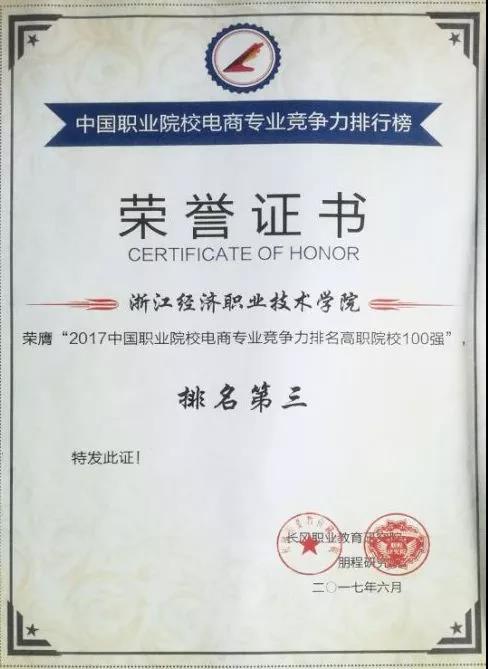 中国职业院校电商专业竞争力排行榜
荣誉证书
CERTIFICATE OF HONOR
浙江经济职业技术学院
荣膺“2017中国职业院校电商专业竞争力排名高职院校100强”
排名第三
特发此证!
长风职业教育研究院
朋程研究院
二〇一七年六月